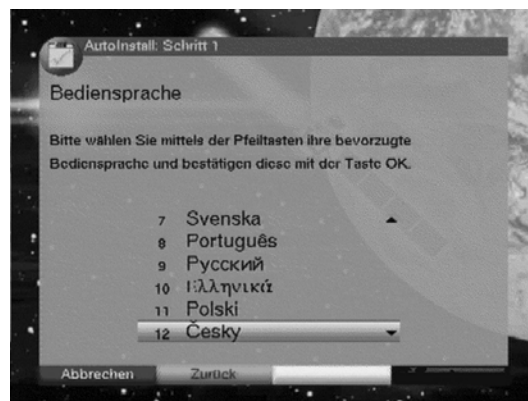 AutoInstall: Schritt 1
Bediensprache
Bitte wählen Sie mittels der Pfeiltasten ihre bevorzugte
Bediensprache und bestätigen diese mit der Taste OK.
7 Svenska
8 Português
9 Русский
10 Ελληνικά
11 Polski
12 Česky
Abbrechen Zurück